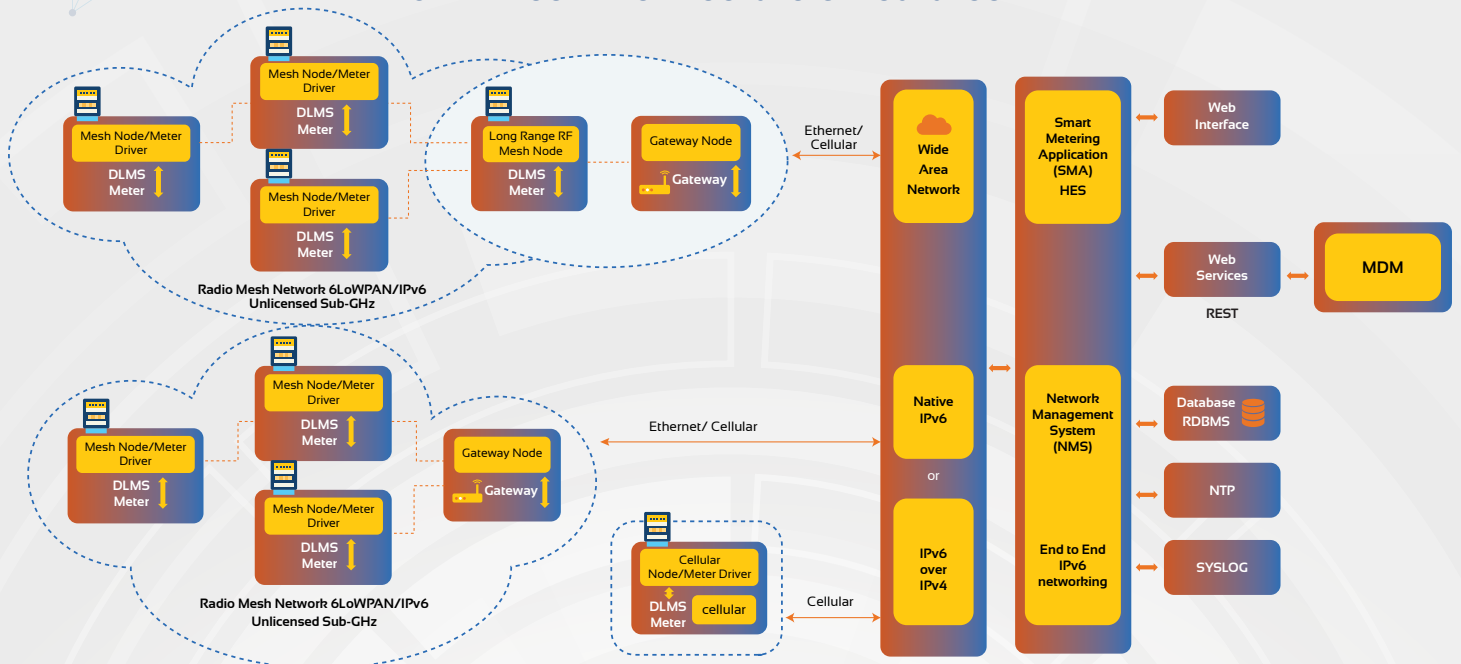 Mesh Node/Meter
Driver
DLMS
Meter
Mesh Node/Meter
Driver
DLMS
Meter
Mesh Node/Meter
Driver
DLMS
Meter
Long Range RF
Mesh Node
DLMS
Meter
Gateway Node
Gateway
Radio Mesh Network 6LoWPAN/IPv6
Unlicensed Sub-GHz
Ethernet/
Cellular
Mesh Node/Meter
Driver
DLMS
Meter
Mesh Node/Meter
Driver
DLMS
Meter
Mesh Node/Meter
Driver
DLMS
Meter
Gateway Node
Gateway
Radio Mesh Network 6LoWPAN/IPv6
Unlicensed Sub-GHz
Ethernet/ Cellular
Cellular
Node/Meter Driver
DLMS
Meter
cellular
Cellular
Wide
Area
Network
Native
IPv6
or
IPv6
over
IPv4
Smart
Metering
Application
(SMA)
HES
Network
Management
System
(NMS)
End to End
IPv6
networking
Web
Interface
Web
Services
REST
MDM
Database
RDBMS
NTP
SYSLOG